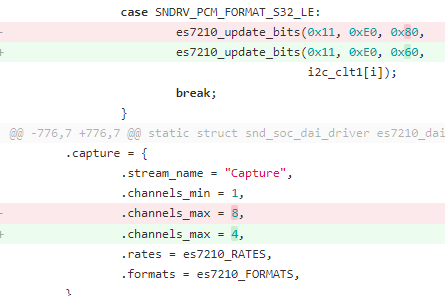 case SNDRV_PCM_FORMAT_S32_LE:
- es7210_update_bits(0x11, 0xE0, 0x80,
+ es7210_update_bits(0x11, 0xE0, 0x60,
i2c_clt1[i]);
break;
}
@@ -776,7 +776,7 @@ static struct snd_soc_dai_driver es7210_dai
.capture = {
.stream_name = "Capture",
.channels_min = 1,
- .channels_max = 8,
+ .channels_max = 4,
.rates = es7210_RATES,
.formats = es7210_FORMATS,
}